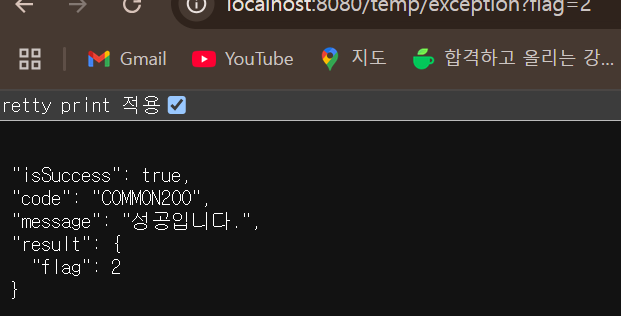 localhost:8080/temp/exception?flag=2
Gmail YouTube 지도 합격하고 올리는 강...
retty print 적용
"isSuccess": true,
"code": "COMMON200",
"message": "성공입니다.",
"result": {
"flag": 2
}